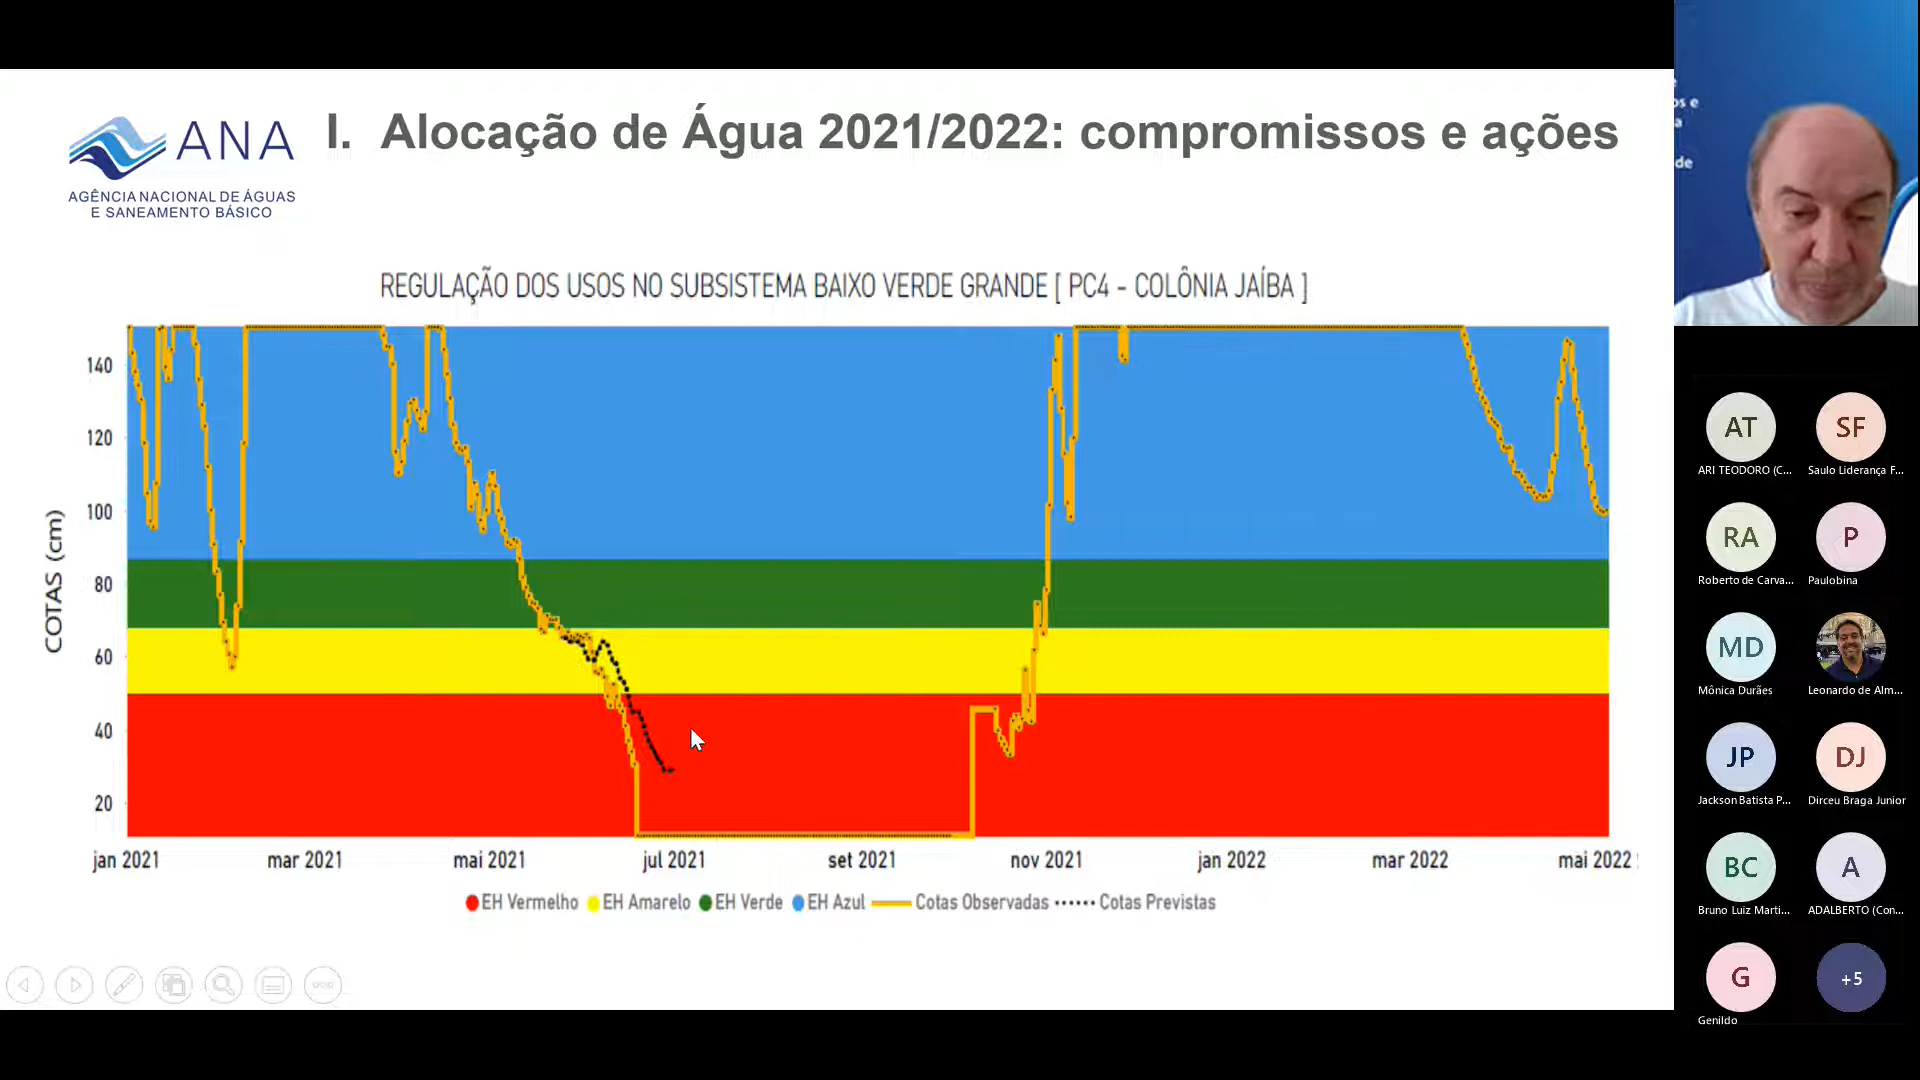 ANA
AGÊNCIA NACIONAL DE ÁGUAS
E SANEAMENTO BÁSICO
I. Alocação de Água 2021/2022: compromissos e ações
REGULAÇÃO DOS USOS NO SUBSISTEMA BAIXO VERDE GRANDE [ PC4 - COLÔNIA JAÍBA ]
COTAS (cm)
140
120
100
80
60
40
20
jan 2021 mar 2021 mai 2021 jul 2021 set 2021 nov 2021 jan 2022 mar 2022 mai 2022
EH Vermelho EH Amarelo EH Verde EH Azul Cotas Observadas Cotas Previstas
os e
a
de
AT SF
ARI TEODORO (C... Saulo Liderança F...
RA P
Roberto de Carva... Paulobina
MD
Mônica Durães Leonardo de Alm...
JP DJ
Jackson Batista P... Dirceu Braga Junior
BC A
Bruno Luiz Marti... ADALBERTO (Con...
G +5
Genildo